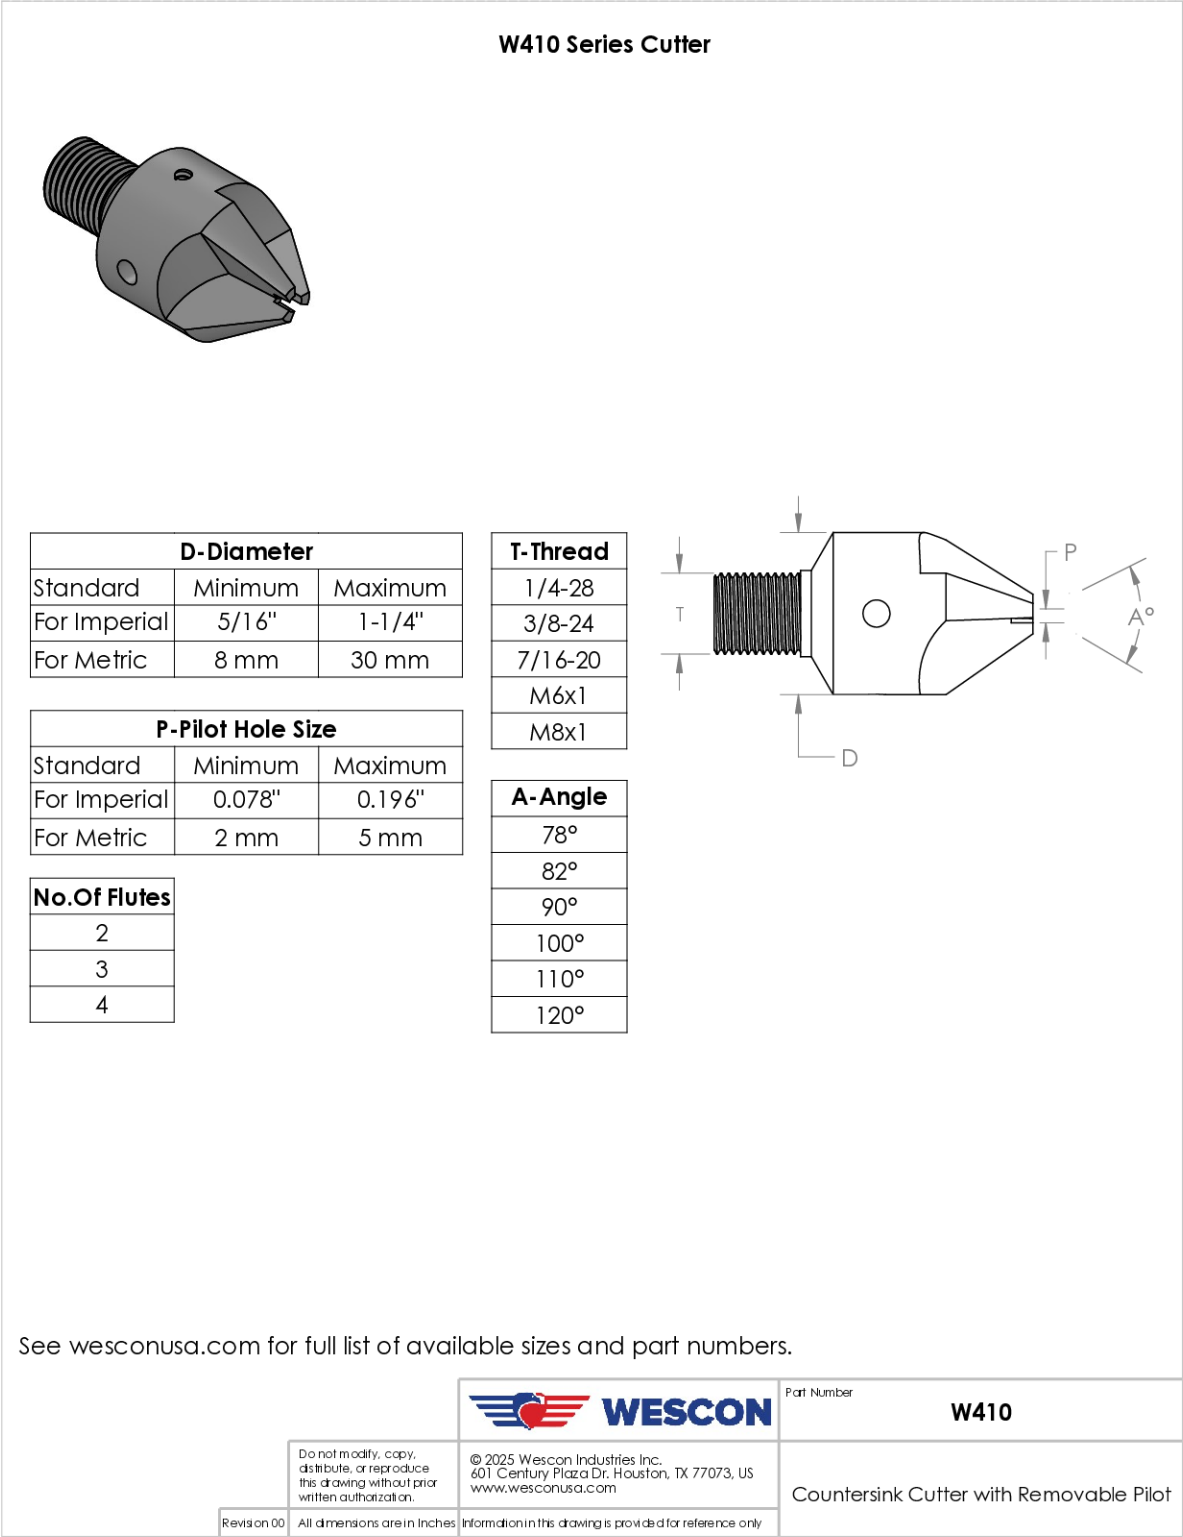 W410 Series Cutter
D-Diameter
Standard Minimum Maximum
For Imperial 5/16" 1-1/4"
For Metric 8 mm 30 mm
P-Pilot Hole Size
Standard Minimum Maximum
For Imperial 0.078" 0.196"
For Metric 2 mm 5 mm
No.Of Flutes
2
3
4
T-Thread
1/4-28
3/8-24
7/16-20
M6x1
M8x1
A-Angle
78°
82°
90°
100°
110°
120°
T
D
P
A°
See wesconusa.com for full list of available sizes and part numbers.
WESCON
Part Number
W410
Do not modify, copy,
distribute, or reproduce
this drawing without prior
written authorization.
© 2025 Wescon Industries Inc.
601 Century Plaza Dr. Houston, TX 77073, US
www.wesconusa.com
Countersink Cutter with Removable Pilot
Revision 00
All dimensions are in Inches
Information in this drawing is provided for reference only